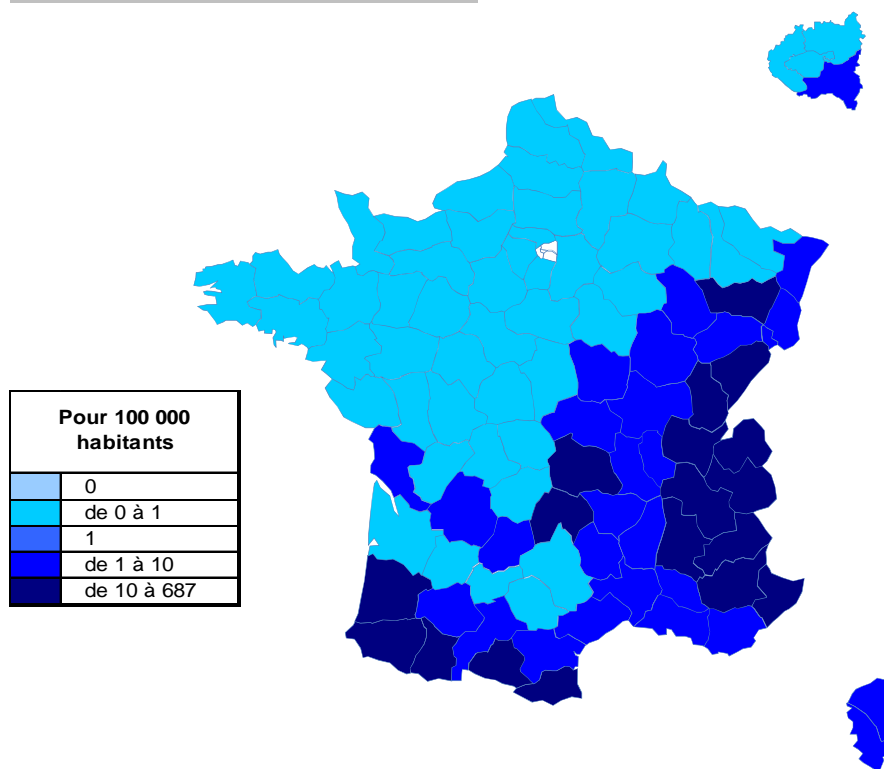 Pour 100 000
habitants
0
de 0 à 1
1
de 1 à 10
de 10 à 687